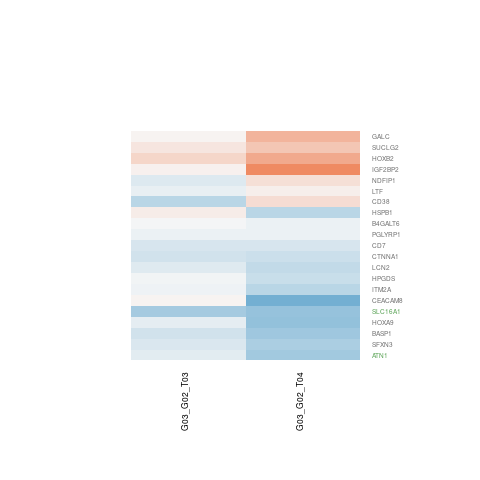 GALC
SUCLG2
HOXB2
IGF2BP2
NDFIP1
LTF
CD38
HSPB1
B4GALT6
PGLYRP1
CD7
CTNNA1
LCN2
HPGDS
ITM2A
CEACAM8
SLC16A1
HOXA9
BASP1
SFXN3
ATN1
G03_G02_T03
G03_G02_T04